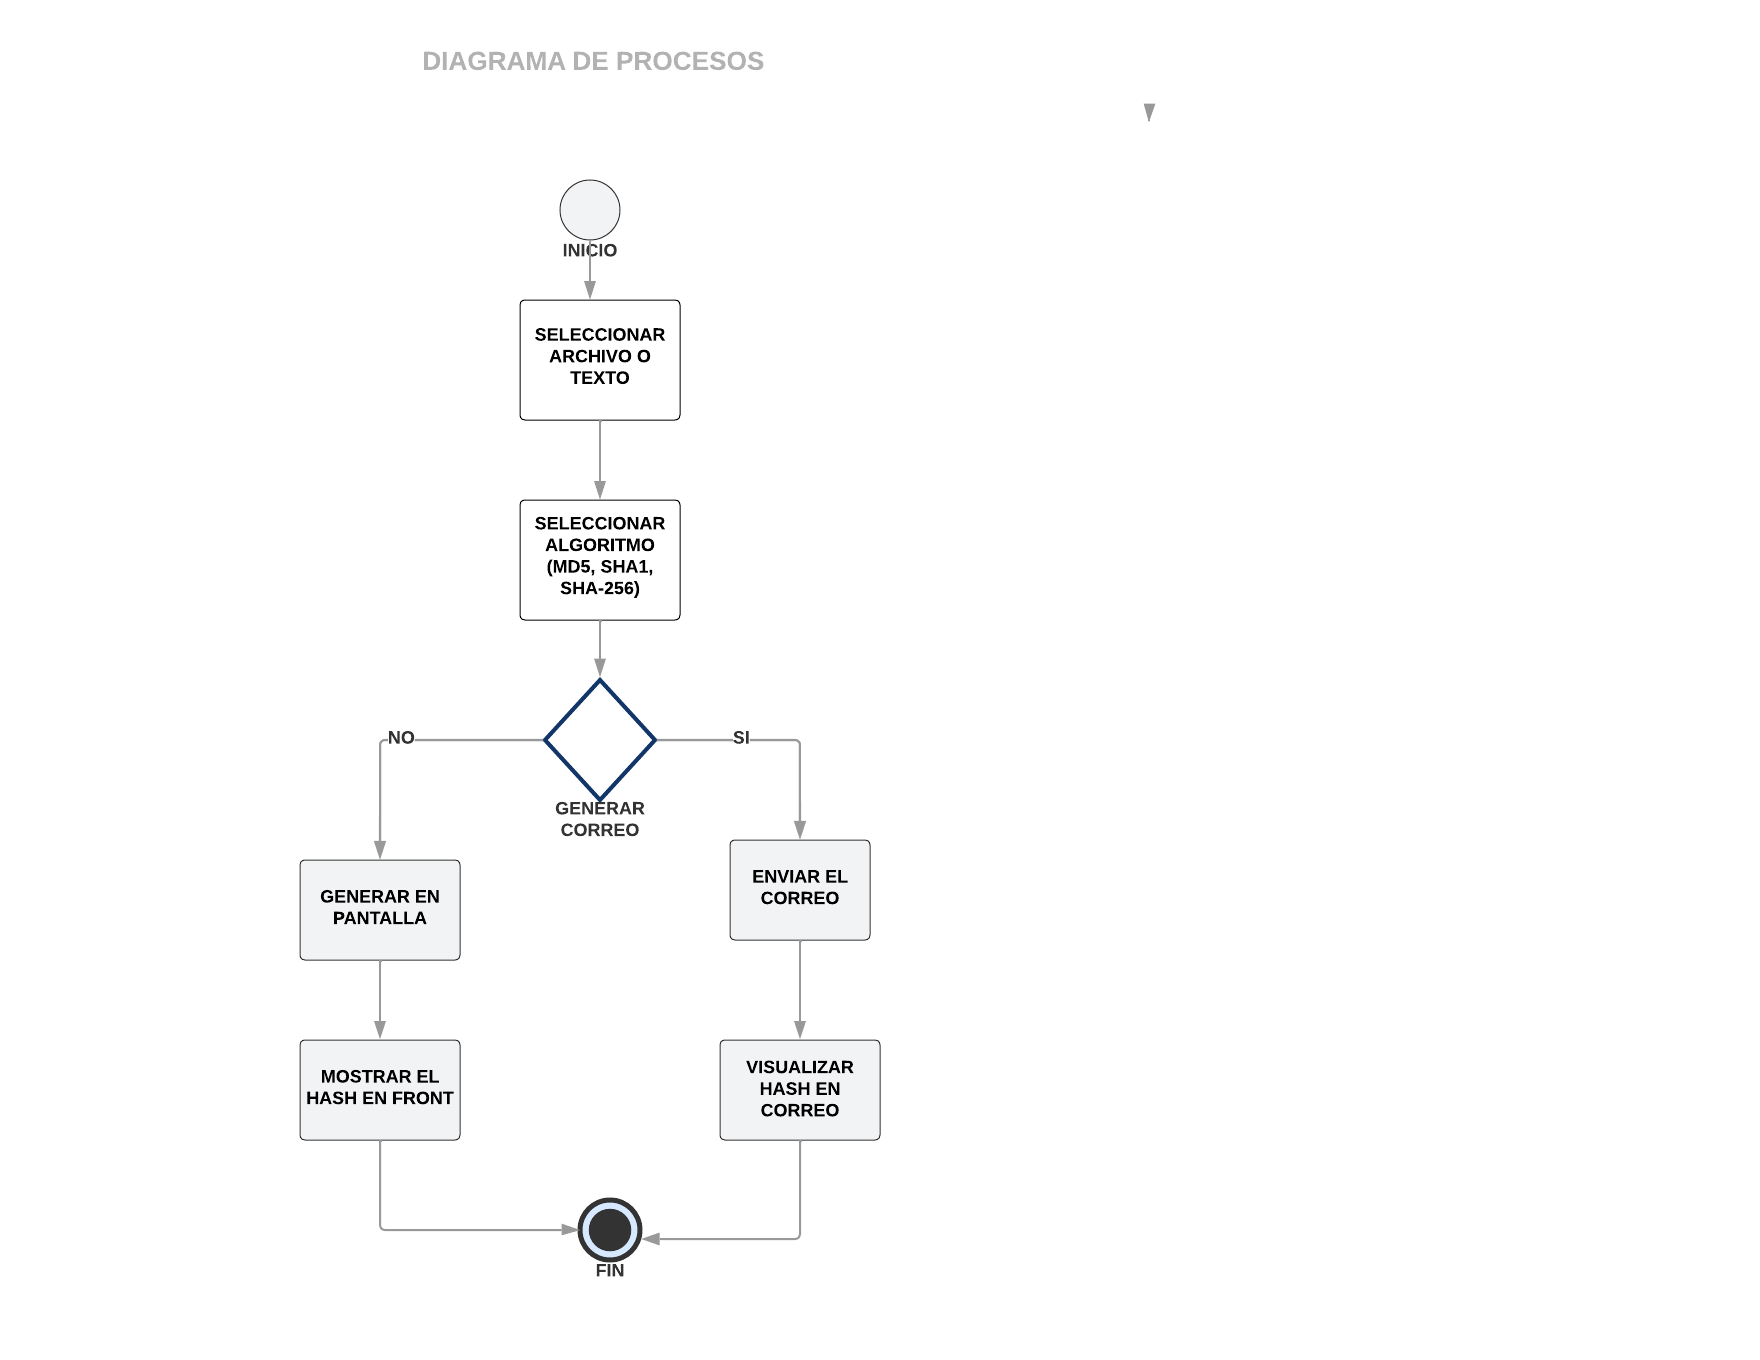 DIAGRAMA DE PROCESOS
INICIO
SELECCIONAR
ARCHIVO O
TEXTO
SELECCIONAR
ALGORITMO
(MD5, SHA1,
SHA-256)
NO
SI
GENERAR
CORREO
GENERAR EN
PANTALLA
ENVIAR EL
CORREO
MOSTRAR EL
HASH EN FRONT
VISUALIZAR
HASH EN
CORREO
FIN